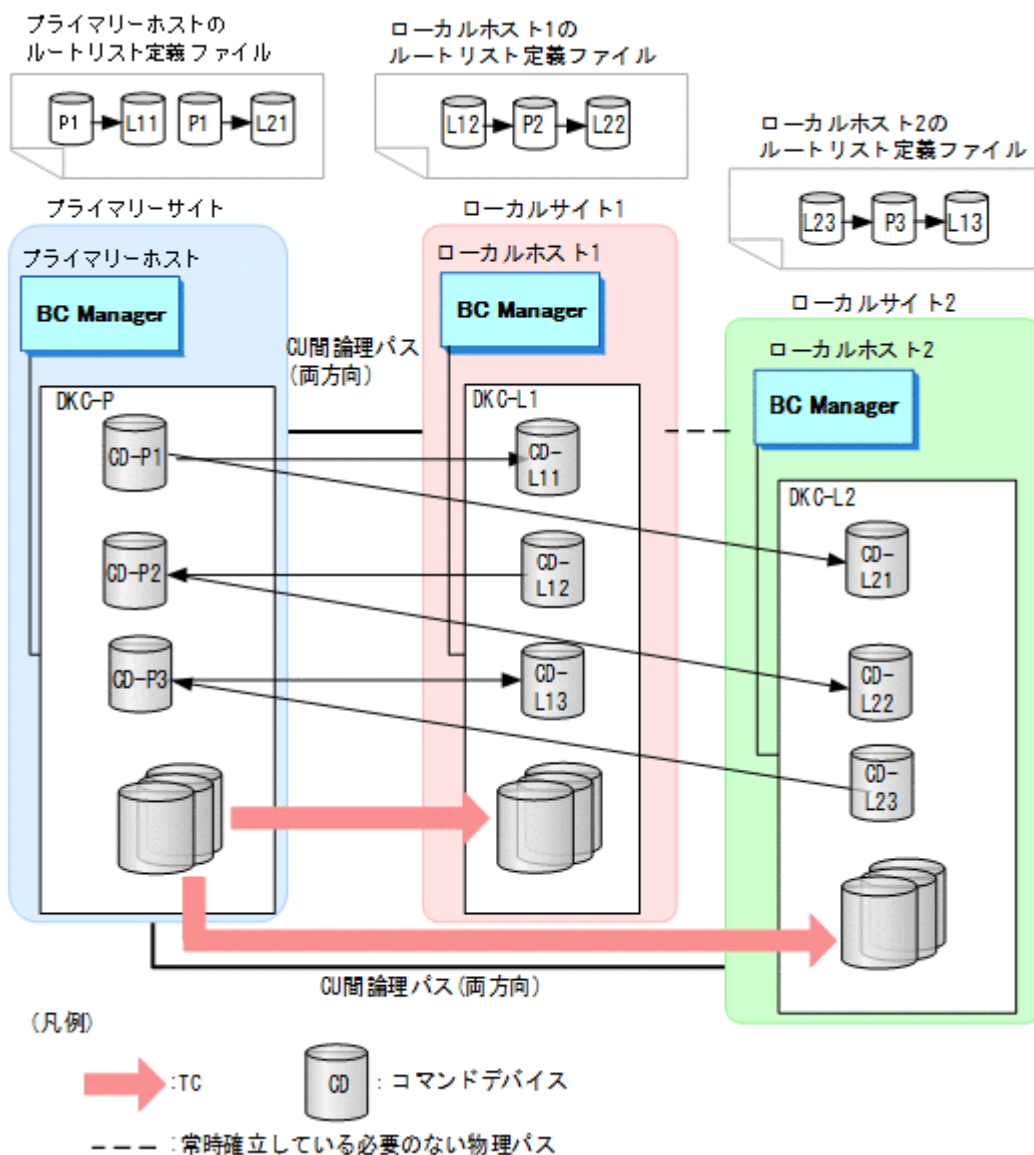 プライマリーホストの
ルートリスト定義ファイル
P1 L11 P1 L21
ローカルホスト1の
ルートリスト定義ファイル
L12 P2 L22
ローカルホスト2の
ルートリスト定義ファイル
L23 P3 L13
プライマリーサイト
プライマリーホスト
BC Manager
ローカルサイト1
ローカルホスト1
BC Manager
ローカルサイト2
ローカルホスト2
BC Manager
CU間論理パス
(両方向)
DKC-P
CD-P1
CD-P2
CD-P3
DKC-L1
CD-
L11
CD-
L12
CD-
L13
DKC-L2
CD-
L21
CD-
L22
CD-
L23
CU間論理パス(両方向)
(凡例)
:TC
CD
: コマンドデバイス
:常時確立している必要のない物理パス